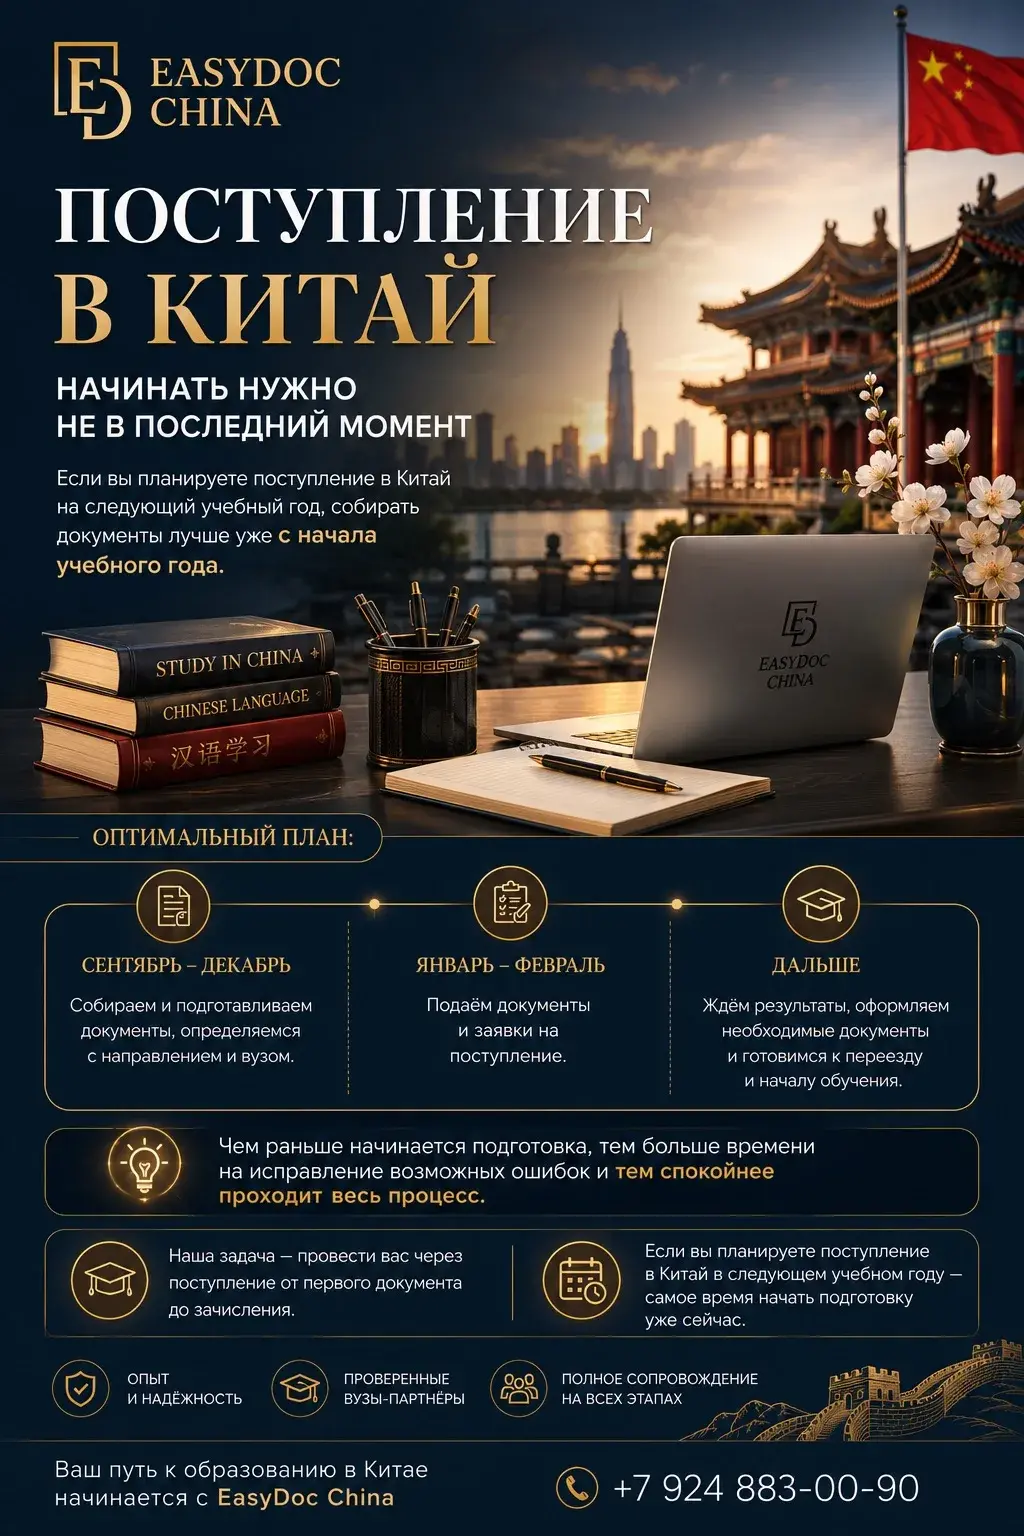 EASYDOC
CHINA
ПОСТУПЛЕНИЕ
В КИТАЙ
НАЧИНАТЬ НУЖНО
НЕ В ПОСЛЕДНИЙ МОМЕНТ
Если вы планируете поступление в Китай
на следующий учебный год, собирать
документы лучше уже с начала
учебного года.
STUDY IN CHINA
CHINESE LANGUAGE
汉语学习
EASYDOC
CHINA
ОПТИМАЛЬНЫЙ ПЛАН:
СЕНТЯБРЬ – ДЕКАБРЬ
Собираем и подготавливаем
документы, определяемся
с направлением и вузом.
ЯНВАРЬ – ФЕВРАЛЬ
Подаём документы
и заявки на
поступление.
ДАЛЬШЕ
Ждём результаты, оформляем
необходимые документы
и готовимся к переезду
и началу обучения.
Чем раньше начинается подготовка, тем больше времени
на исправление возможных ошибок и тем спокойнее
проходит весь процесс.
Наша задача — провести вас через
поступление от первого документа
до зачисления.
Если вы планируете поступление
в Китай в следующем учебном году —
самое время начать подготовку
уже сейчас.
ОПЫТ
И НАДЁЖНОСТЬ
ПРОВЕРЕННЫЕ
ВУЗЫ-ПАРТНЁРЫ
ПОЛНОЕ СОПРОВОЖДЕНИЕ
НА ВСЕХ ЭТАПАХ
Ваш путь к образованию в Китае
начинается с EasyDoc China
+7 924 883-00-90